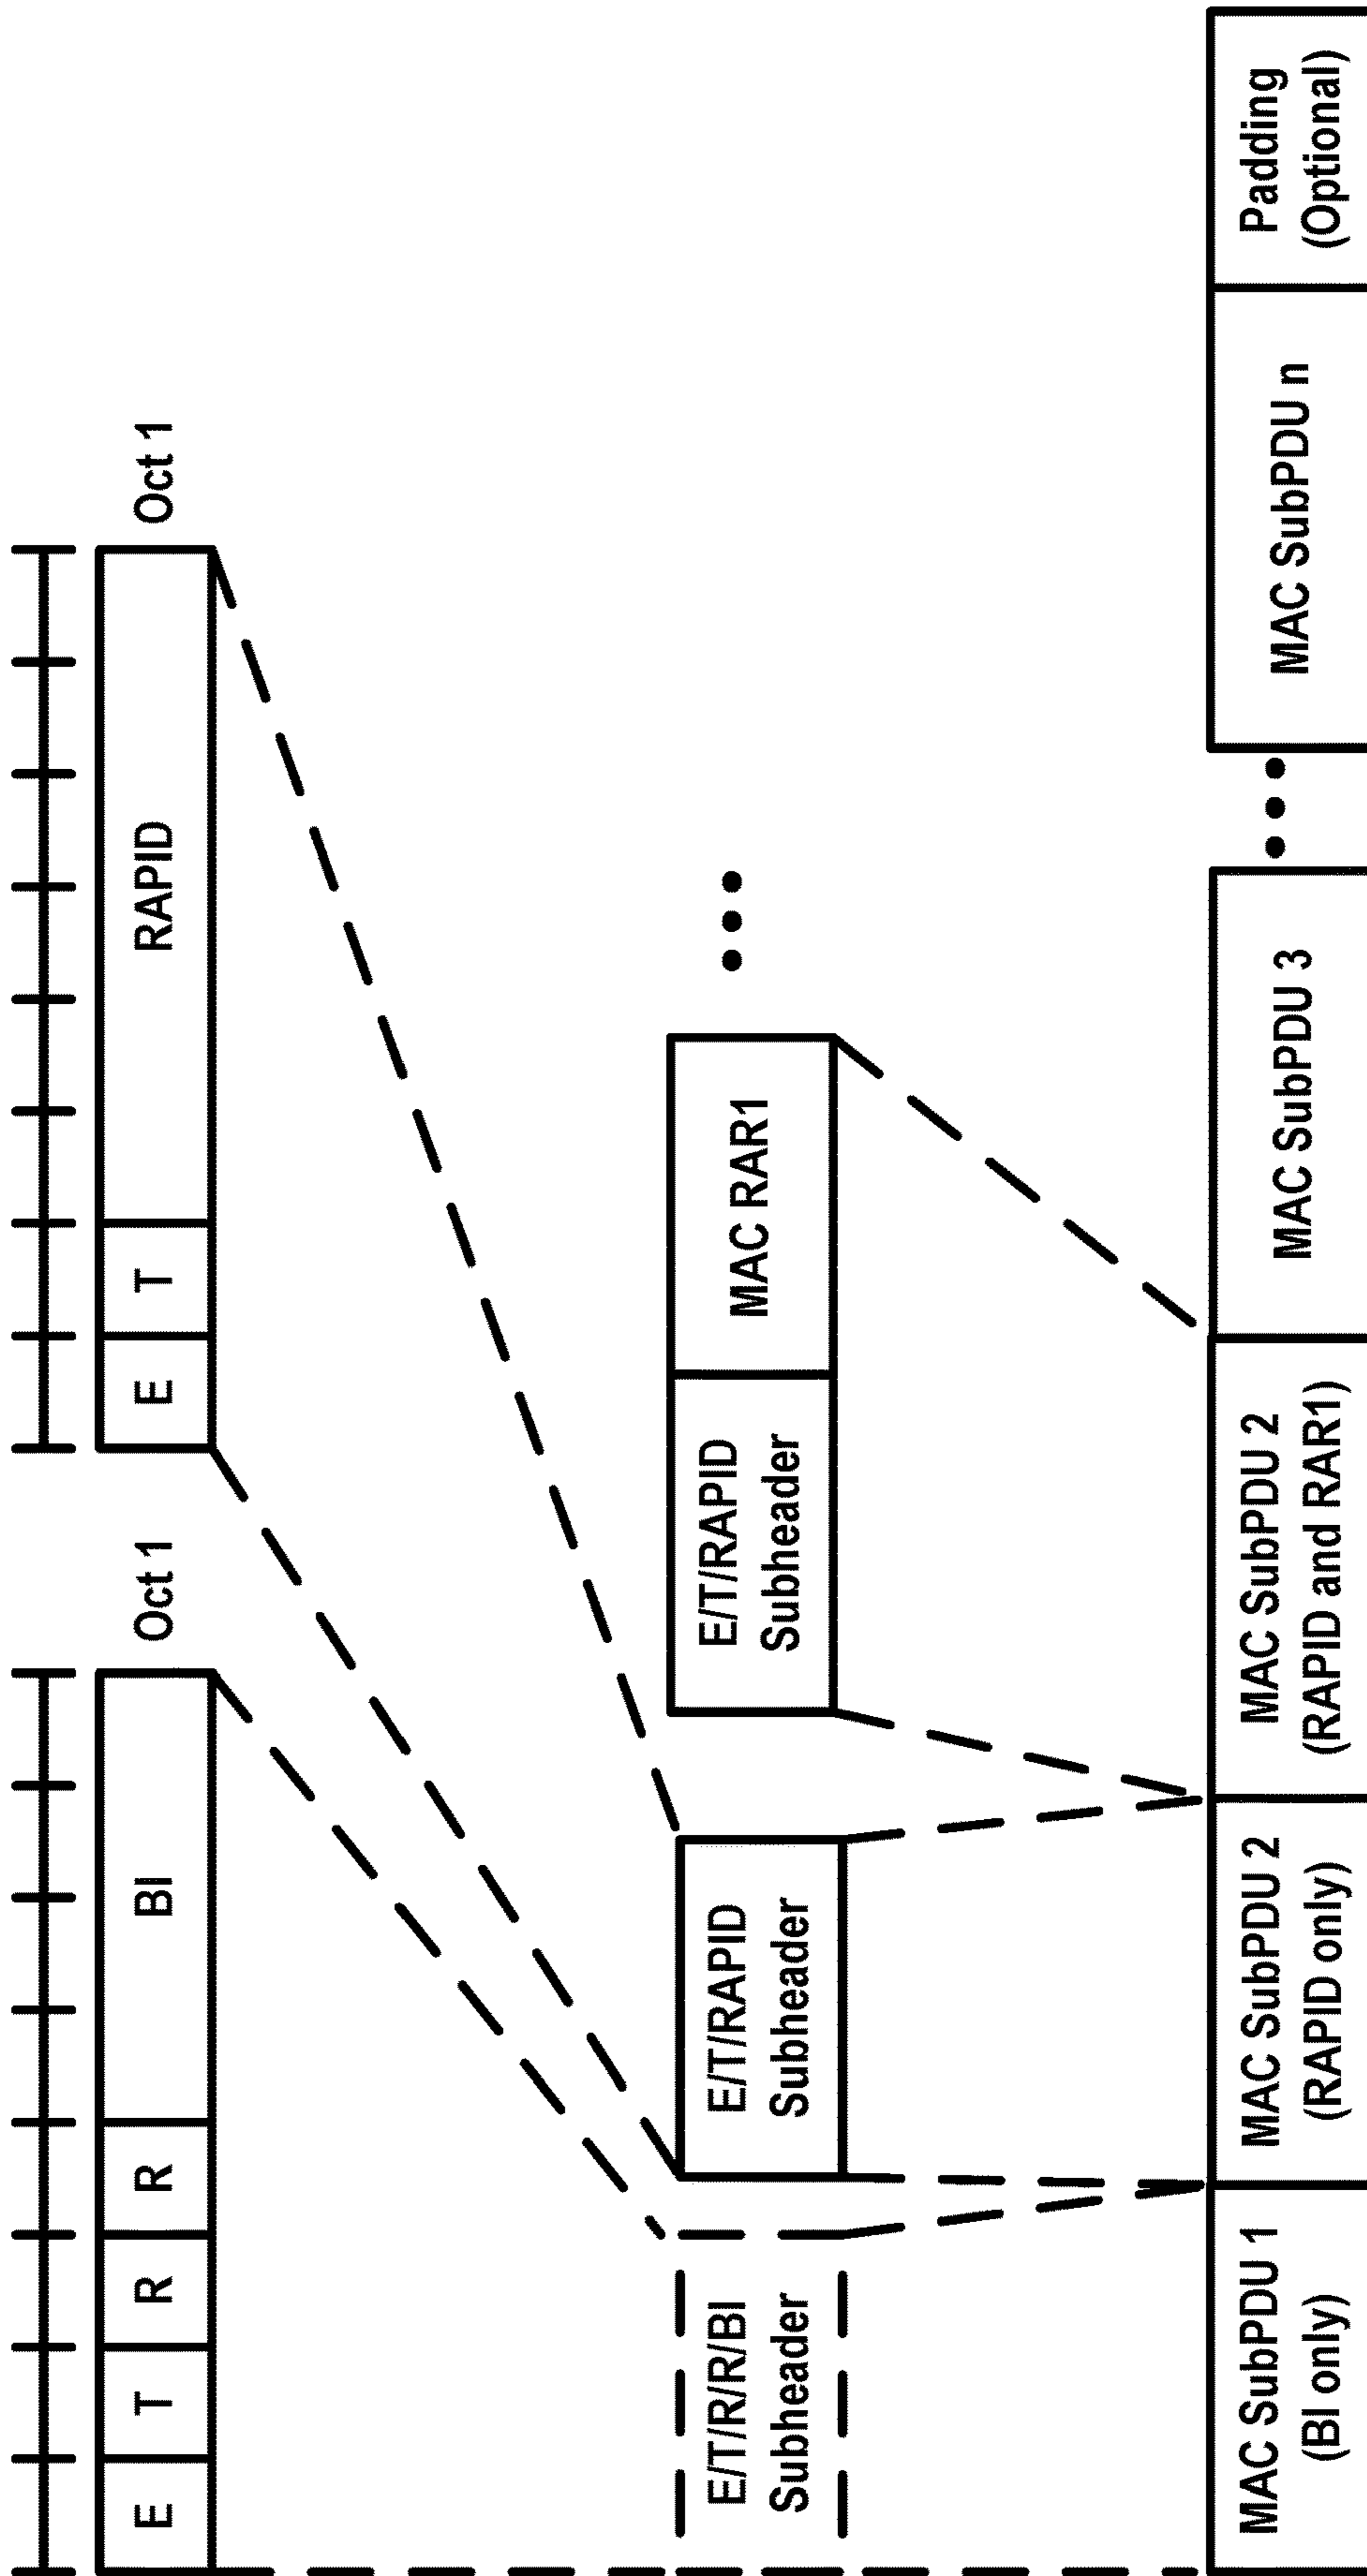 E T R R BI Oct 1
E T RAPID Oct 1
E/T/R/R/BI
Subheader
E/T/RAPID
Subheader
E/T/RAPID
Subheader
MAC RAR1
MAC SubPDU 1
(BI only)
MAC SubPDU 2
(RAPID only)
MAC SubPDU 2
(RAPID and RAR1)
MAC SubPDU 3
MAC SubPDU n
Padding
(Optional)